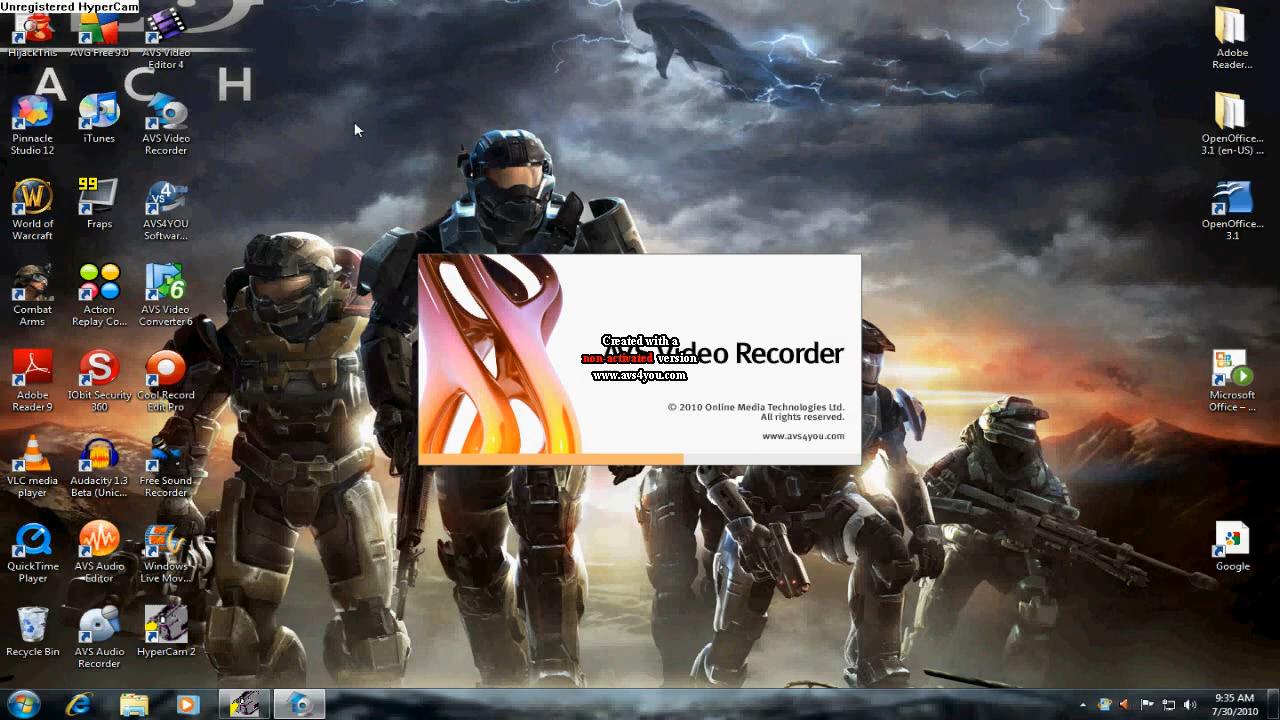 Unregistered HyperCam
A C H
HijackThis
AVG Free 9.0
AVS Video
Editor 4
Pinnacle
Studio 12
iTunes
AVS Video
Recorder
World of
Warcraft
99
Fraps
AVS4YOU
Softwar...
Combat
Arms
Action
Replay Co...
AVS Video
Converter 6
Adobe
Reader 9
IObit Security
360
Cool Record
Edit Pro
VLC media
player
Audacity 1.3
Beta (Unic...
Free Sound
Recorder
QuickTime
Player
AVS Audio
Editor
Windows
Live Mov...
Recycle Bin
AVS Audio
Recorder
HyperCam 2
Created with a
non-activated version
www.avs4you.com
AVS Video Recorder
© 2010 Online Media Technologies Ltd.
All rights reserved.
www.avs4you.com
Adobe
Reader...
OpenOffice...
3.1 (en-US) ...
OpenOffice...
3.1
Microsoft
Office – ...
Google
9:35 AM
7/30/2010